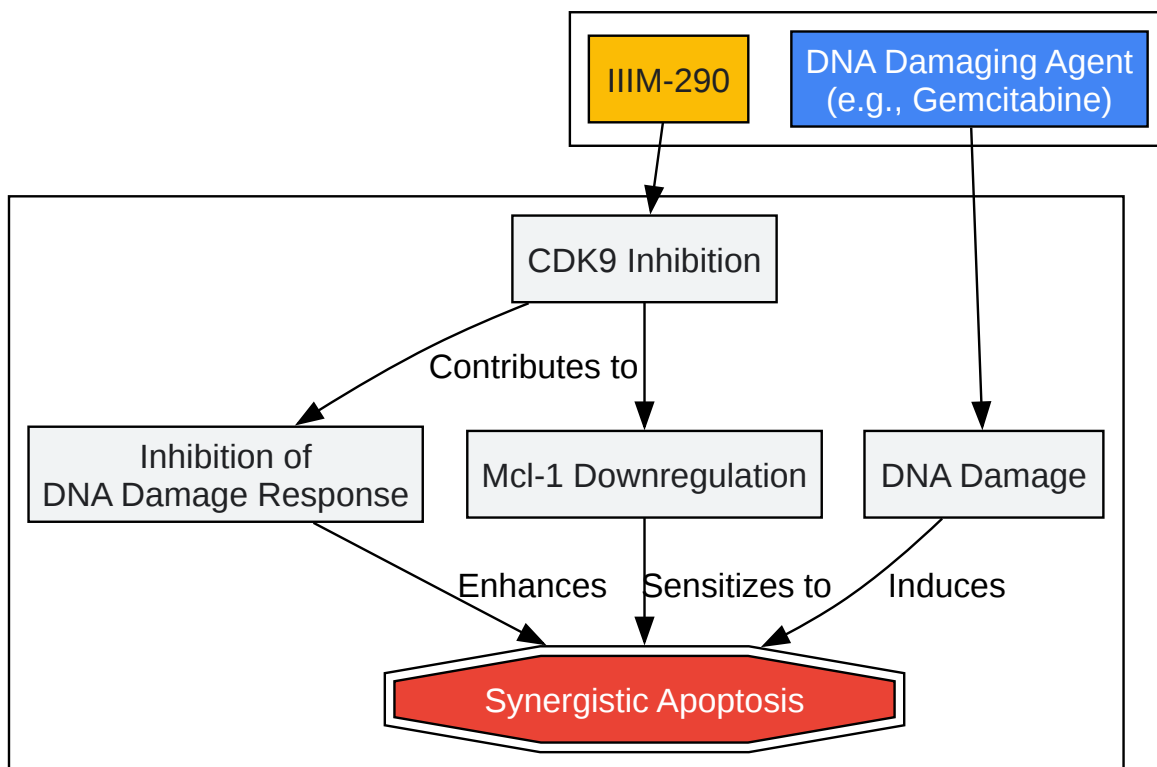 IIIM-290
DNA Damaging Agent
(e.g., Gemcitabine)
CDK9 Inhibition
Contributes to
Inhibition of
DNA Damage Response
Mcl-1 Downregulation
DNA Damage
Enhances
Sensitizes to
Induces
Synergistic Apoptosis